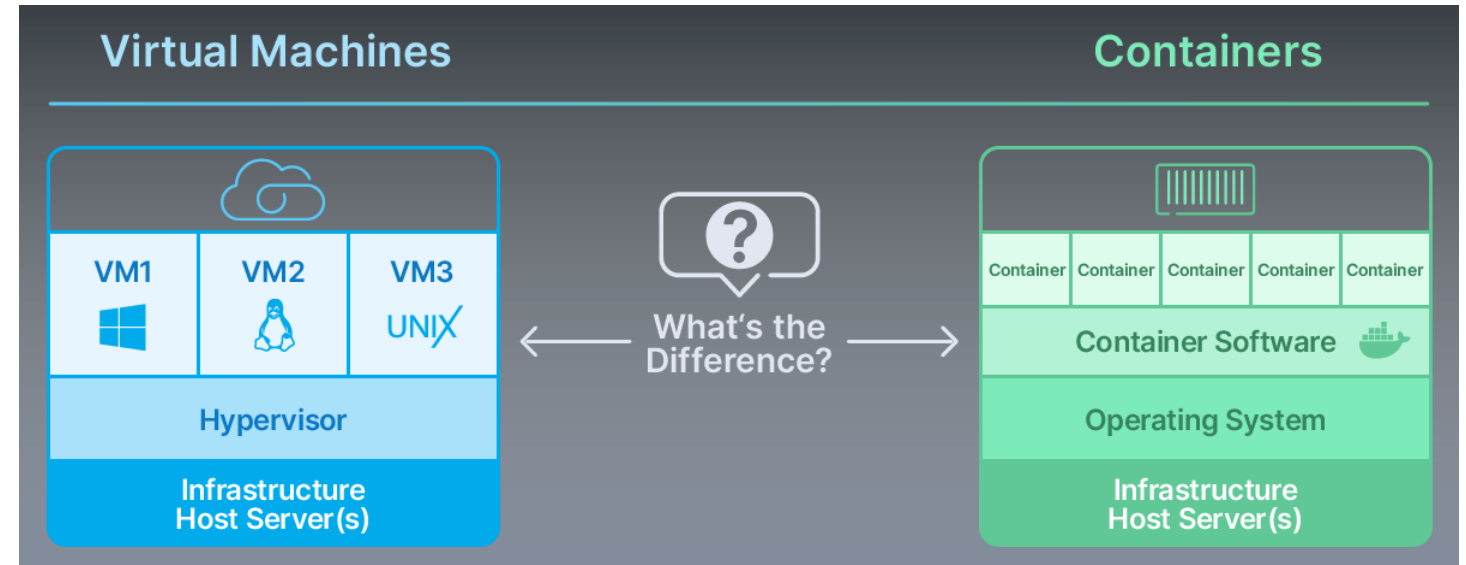 Virtual Machines
Containers
VM1
VM2
VM3
UNIX
Hypervisor
Infrastructure
Host Server(s)
What‘s the
Difference?
Container
Container
Container
Container
Container
Container Software
Operating System
Infrastructure
Host Server(s)